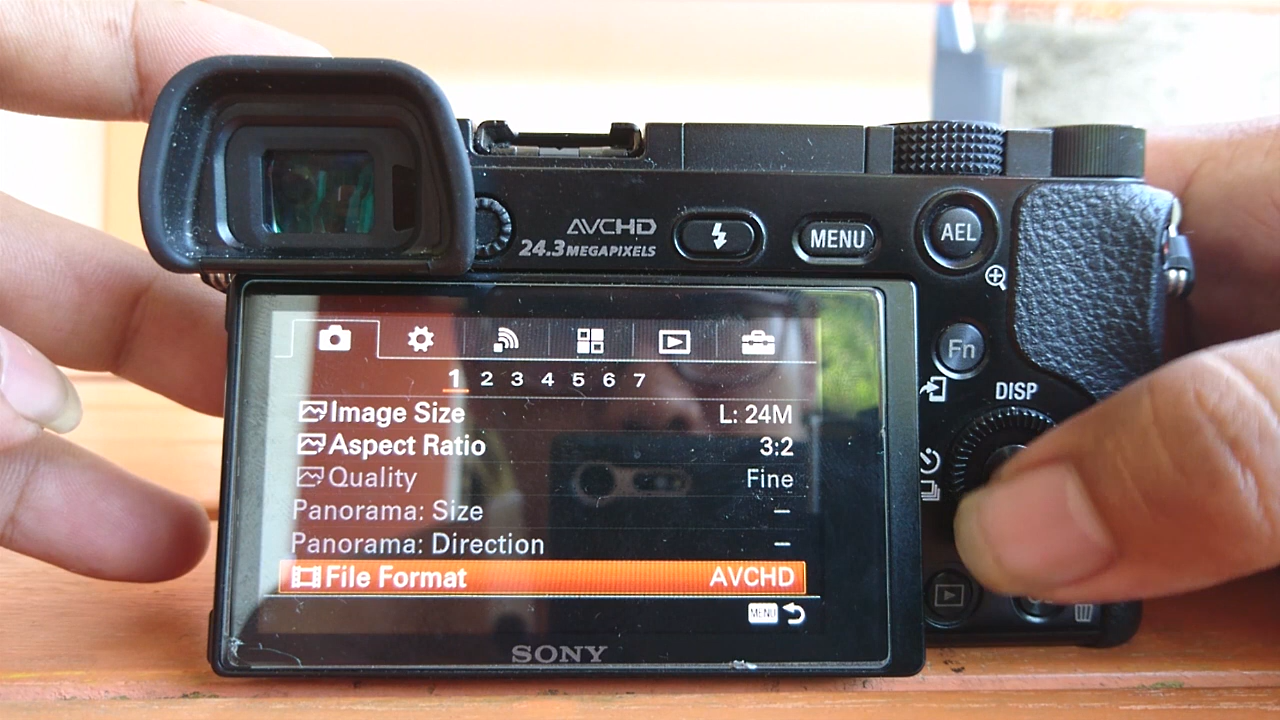 AVCHD
24.3 MEGAPIXELS
MENU
AEL
Fn
DISP
1 2 3 4 5 6 7
Image Size L: 24M
Aspect Ratio 3:2
Quality Fine
Panorama: Size –
Panorama: Direction –
File Format AVCHD
MENU
SONY